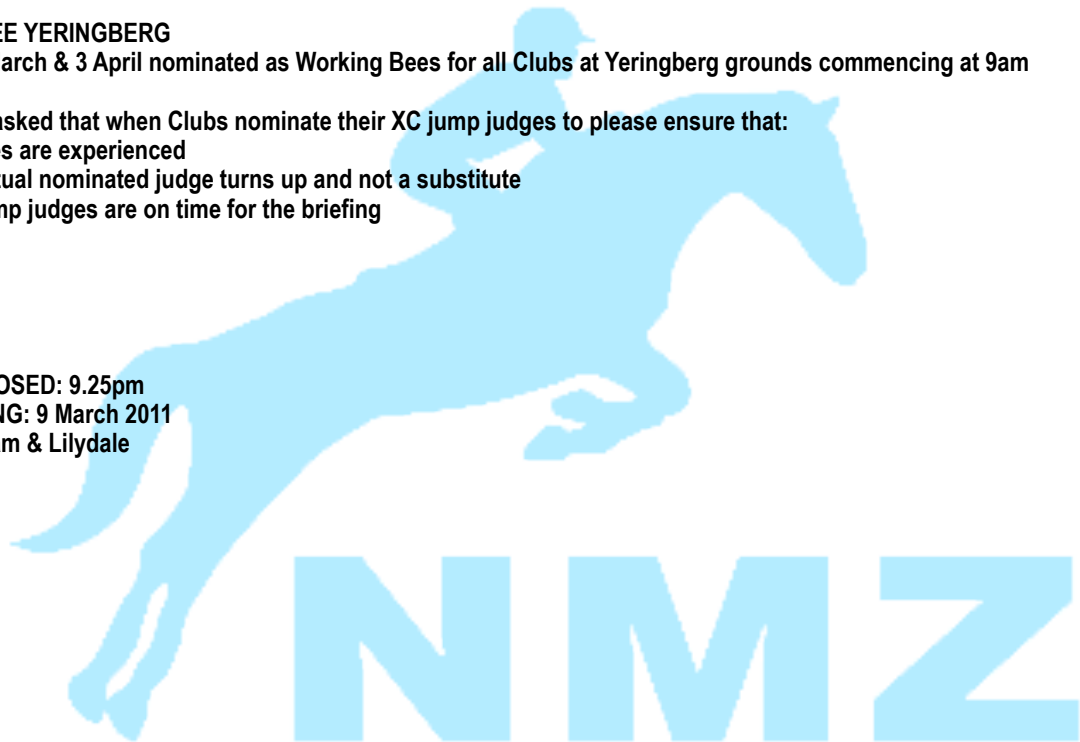 EE YERINGBERG
arch & 3 April nominated as Working Bees for all Clubs at Yeringberg grounds commencing at 9am
asked that when Clubs nominate their XC jump judges to please ensure that:
es are experienced
tual nominated judge turns up and not a substitute
mp judges are on time for the briefing
OSED: 9.25pm
NG: 9 March 2011
am & Lilydale
NMZ